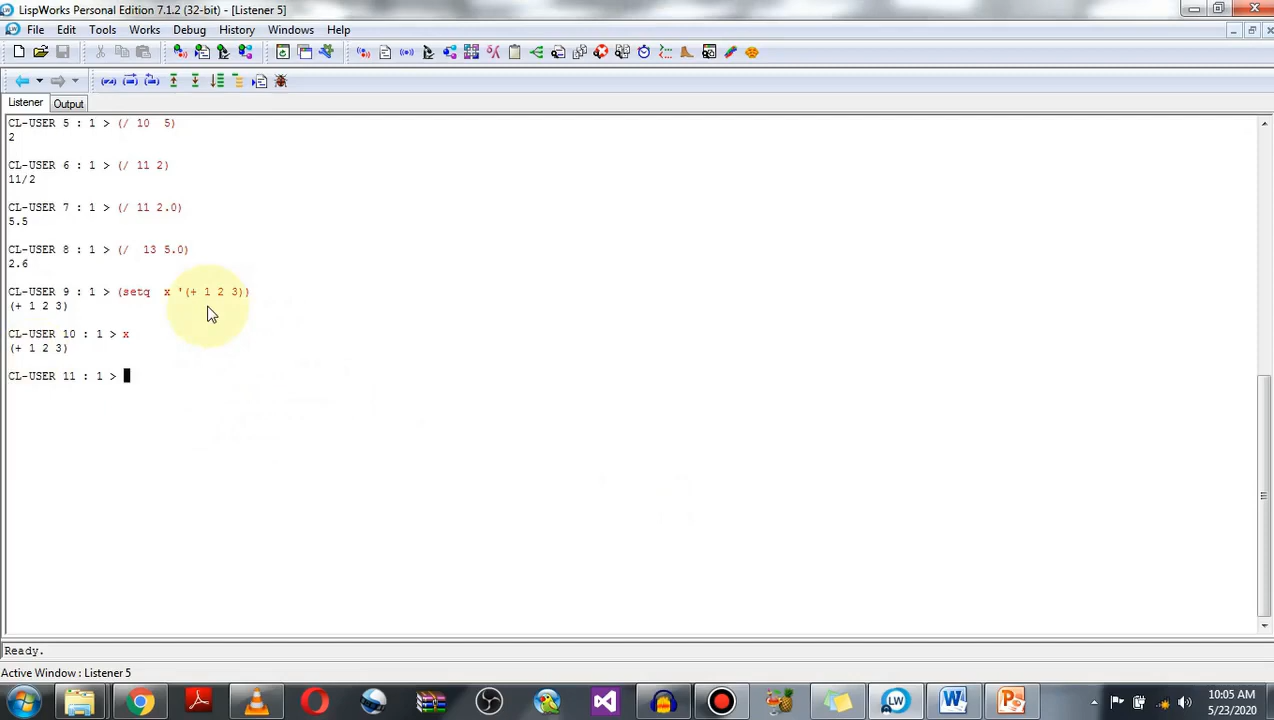 LispWorks Personal Edition 7.1.2 (32-bit) - [Listener 5]
File Edit Tools Works Debug History Windows Help
Listener Output
CL-USER 5 : 1 > (/ 10  5)
2
CL-USER 6 : 1 > (/ 11 2)
11/2
CL-USER 7 : 1 > (/ 11 2.0)
5.5
CL-USER 8 : 1 > (/  13 5.0)
2.6
CL-USER 9 : 1 > (setq  x '(+ 1 2 3))
(+ 1 2 3)
CL-USER 10 : 1 > x
(+ 1 2 3)
CL-USER 11 : 1 >
Ready.
Active Window : Listener 5
10:05 AM
5/23/2020